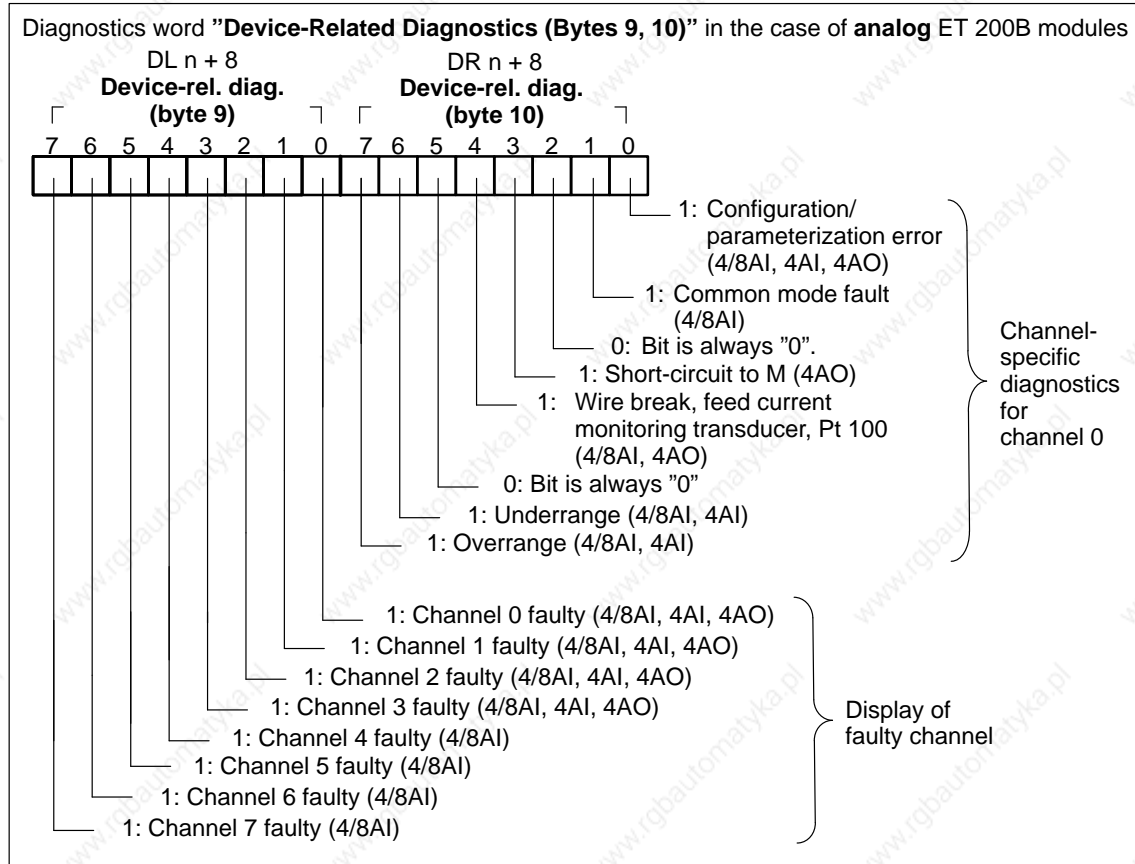 Diagnostics word ”Device-Related Diagnostics (Bytes 9, 10)” in the case of analog ET 200B modules
DL n + 8 DR n + 8
Device-rel. diag. Device-rel. diag.
(byte 9) (byte 10)
7 6 5 4 3 2 1 0 7 6 5 4 3 2 1 0
1: Configuration/
parameterization error
(4/8AI, 4AI, 4AO)
1: Common mode fault
(4/8AI)
0: Bit is always ”0”.
1: Short-circuit to M (4AO)
1: Wire break, feed current
monitoring transducer, Pt 100
(4/8AI, 4AO)
0: Bit is always ”0”
1: Underrange (4/8AI, 4AI)
1: Overrange (4/8AI, 4AI)
Channel-
specific
diagnostics
for
channel 0
1: Channel 0 faulty (4/8AI, 4AI, 4AO)
1: Channel 1 faulty (4/8AI, 4AI, 4AO)
1: Channel 2 faulty (4/8AI, 4AI, 4AO)
1: Channel 3 faulty (4/8AI, 4AI, 4AO)
1: Channel 4 faulty (4/8AI)
1: Channel 5 faulty (4/8AI)
1: Channel 6 faulty (4/8AI)
1: Channel 7 faulty (4/8AI)
Display of
faulty channel
www.rgbautomatyka.pl